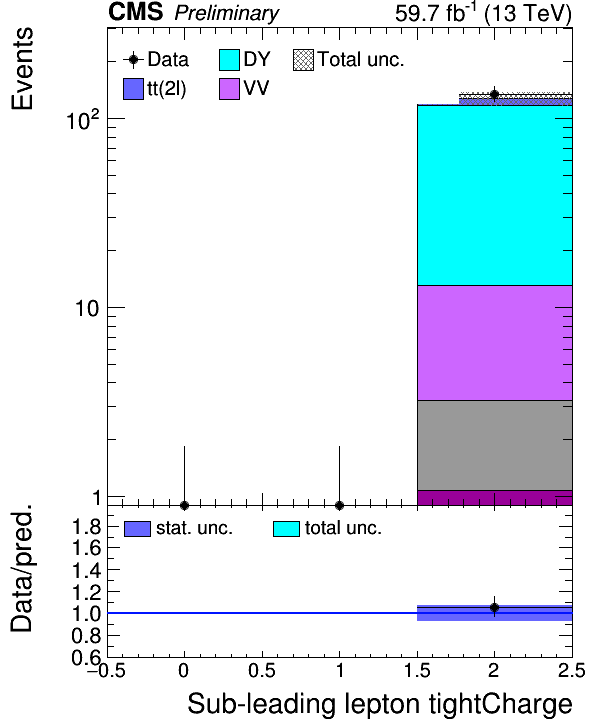 CMS Preliminary 59.7 fb-1 (13 TeV)
Events
Data DY Total unc.
tt(2l) VV
10²
10
1
Data/pred.
stat. unc. total unc.
1.8
1.6
1.4
1.2
1.0
0.8
0.6
−0.5 0 0.5 1 1.5 2 2.5
Sub-leading lepton tightCharge